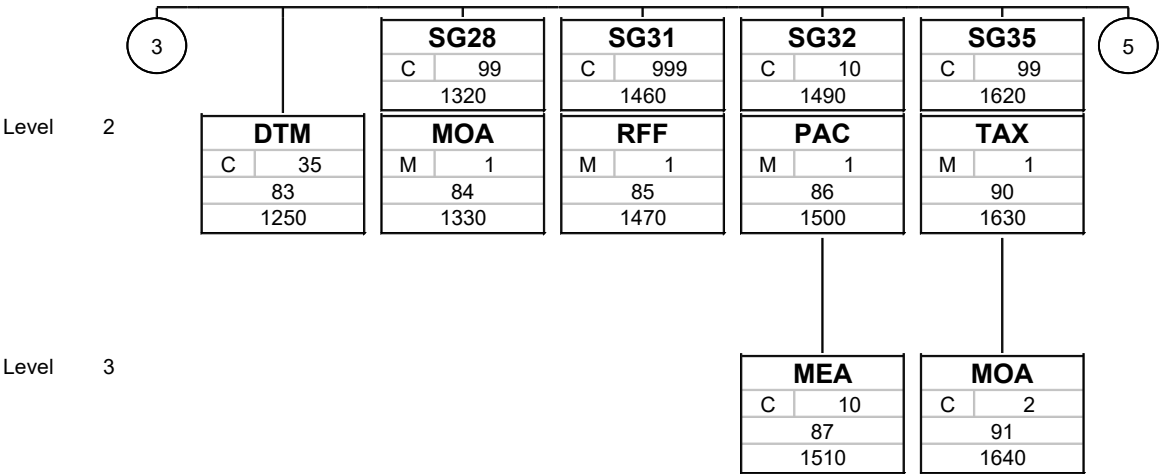 3
SG28 SG31 SG32 SG35
5
C 99 C 999 C 10 C 99
1320 1460 1490 1620
Level 2
DTM MOA RFF PAC TAX
C 35 M 1 M 1 M 1 M 1
83 84 85 86 90
1250 1330 1470 1500 1630
Level 3
MEA MOA
C 10 C 2
87 91
1510 1640